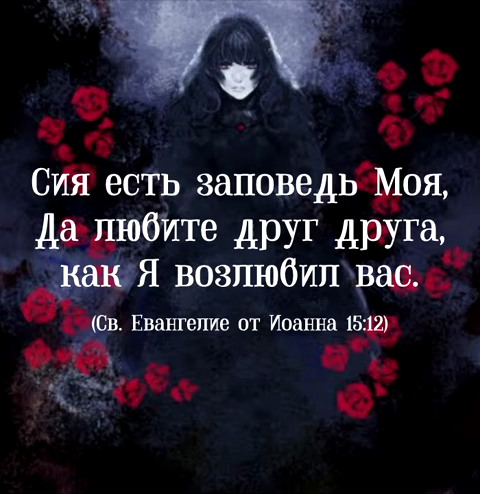 Сия есть заповедь Моя,
Да любите друг друга,
как Я возлюбил вас.
(Св. Евангелие от Иоанна 15:12)